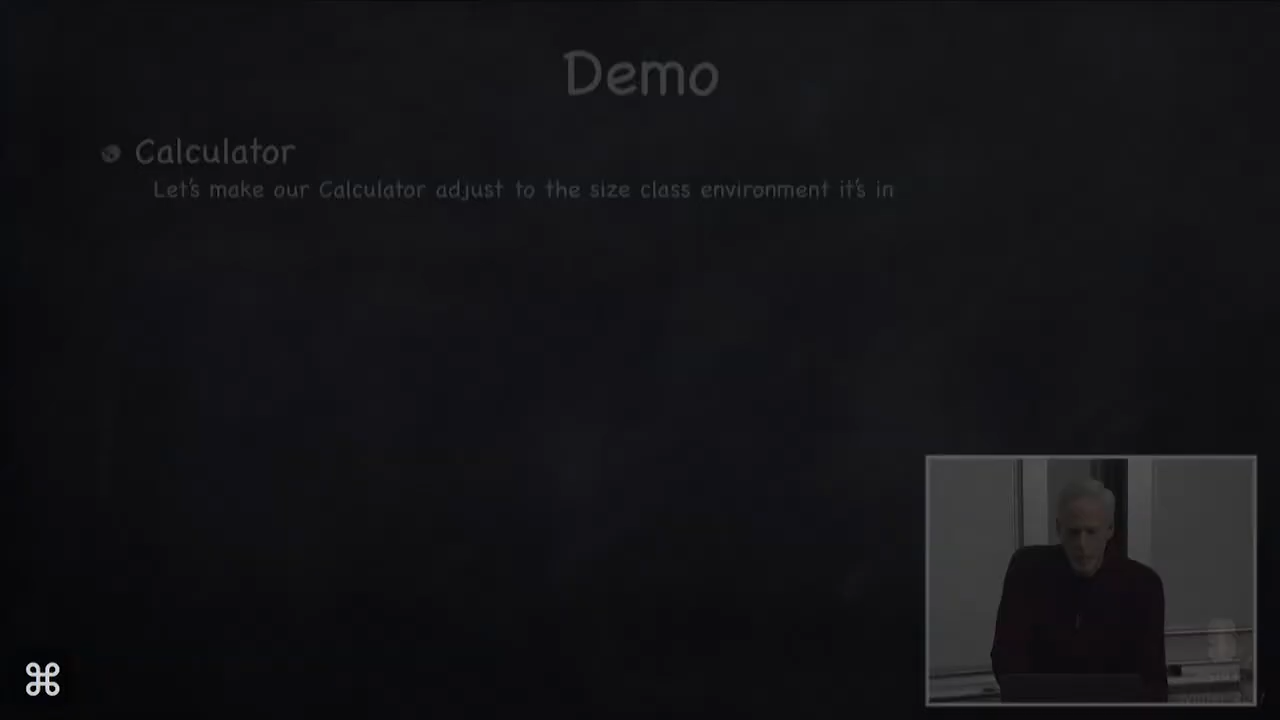 Demo
Calculator
Let's make our Calculator adjust to the size class environment it's in
⌘